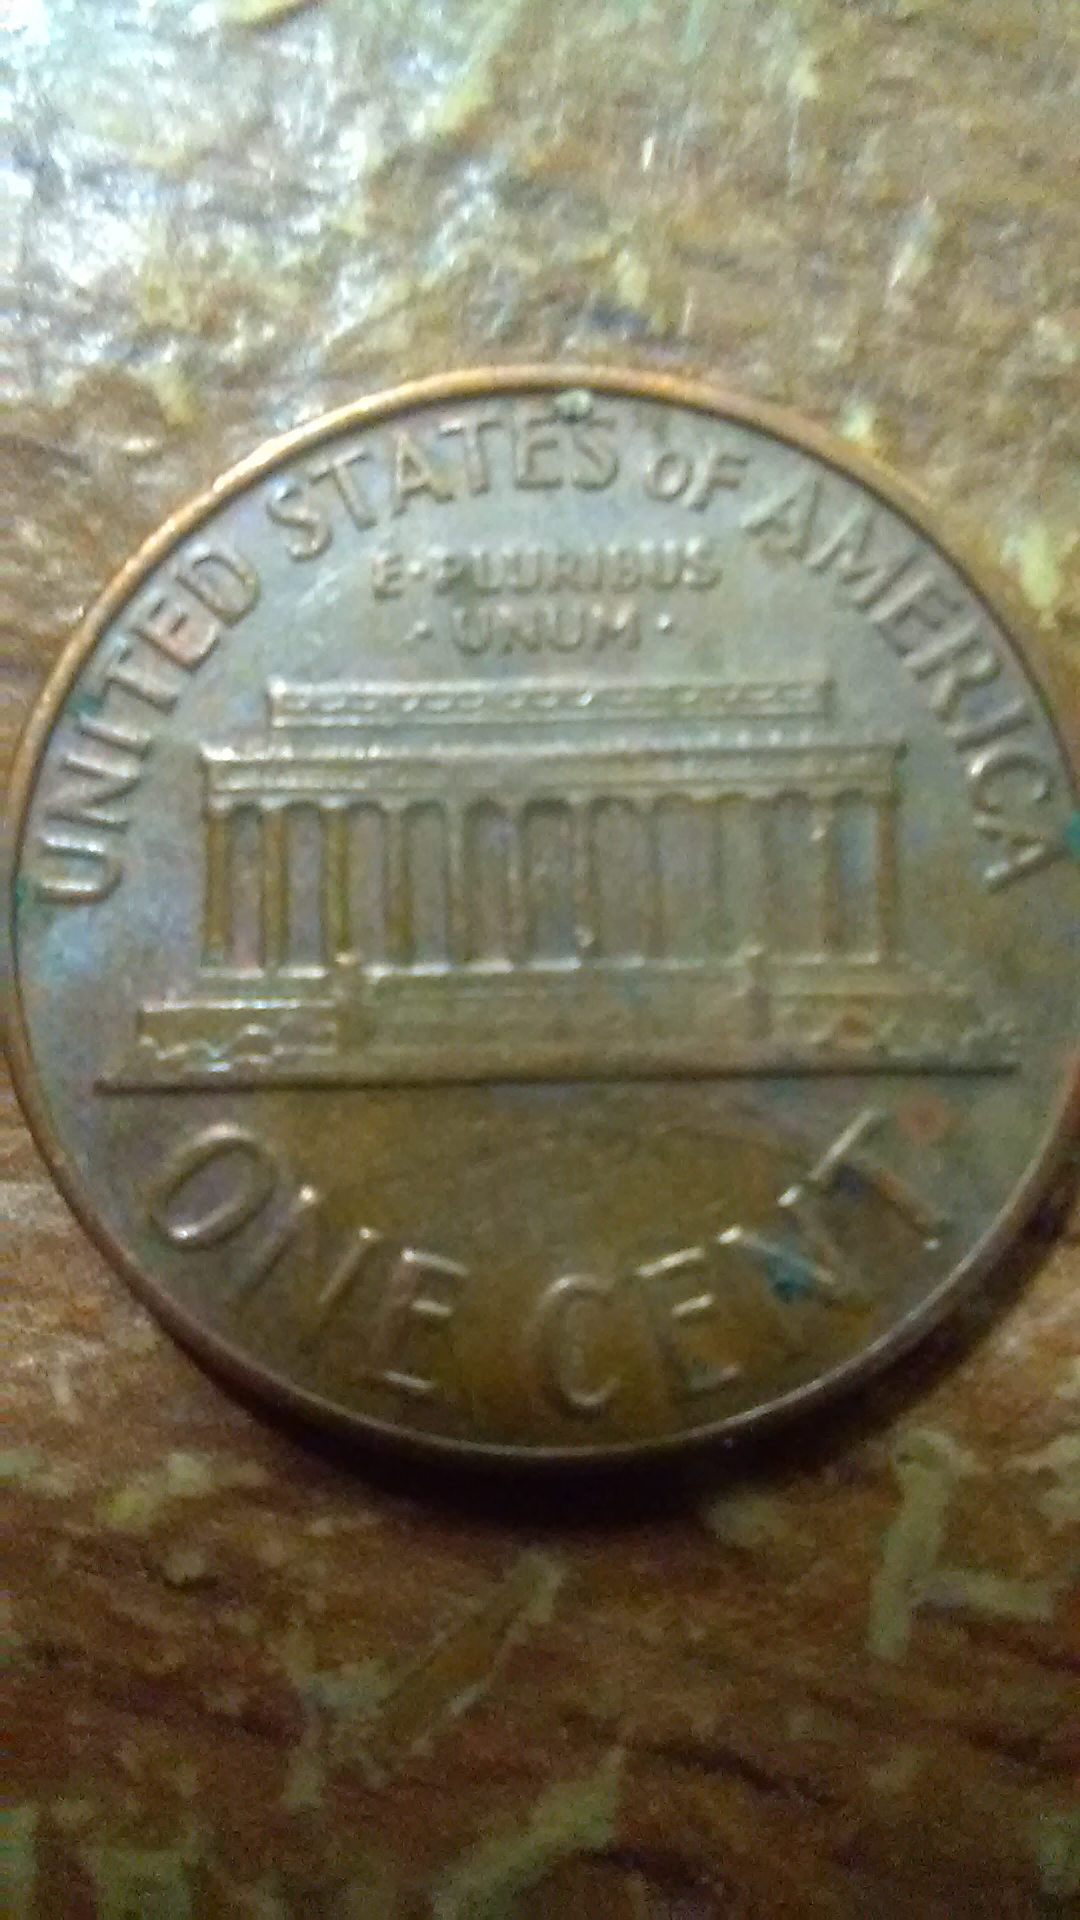 UNITED STATES OF AMERICA
E·PLURIBUS
·UNUM·
ONE CENT